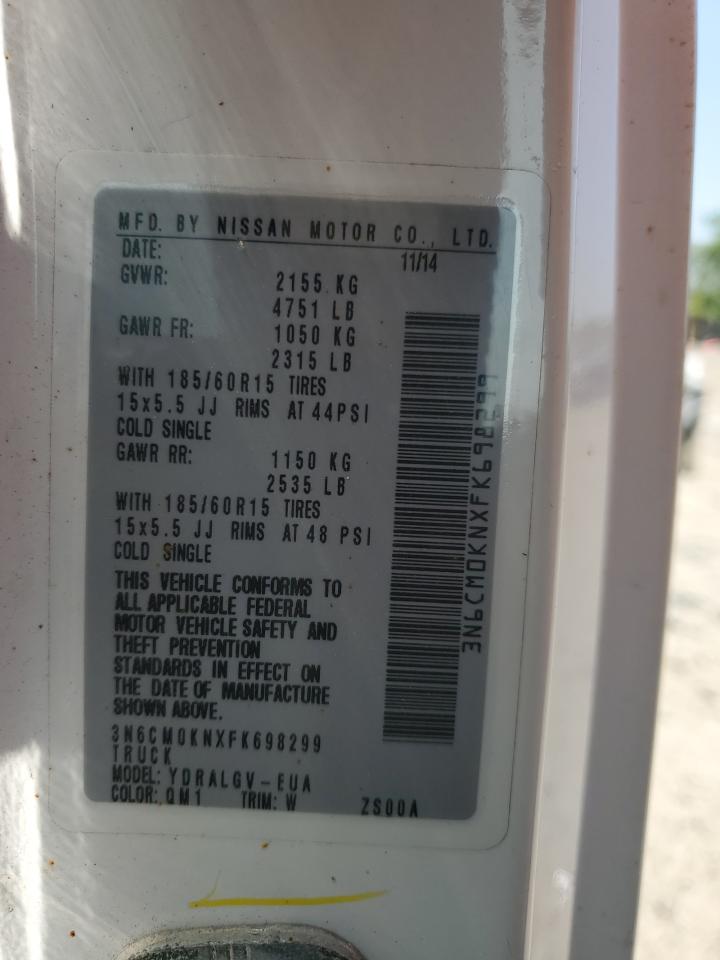 MFD. BY NISSAN MOTOR CO., LTD.
DATE: 11/14
GVWR: 2155 KG
4751 LB
GAWR FR: 1050 KG
2315 LB
WITH 185/60R15 TIRES
15x5.5 JJ RIMS AT 44PSI
COLD SINGLE
GAWR RR: 1150 KG
2535 LB
WITH 185/60R15 TIRES
15x5.5 JJ RIMS AT 48 PSI
COLD SINGLE
THIS VEHICLE CONFORMS TO
ALL APPLICABLE FEDERAL
MOTOR VEHICLE SAFETY AND
THEFT PREVENTION
STANDARDS IN EFFECT ON
THE DATE OF MANUFACTURE
SHOWN ABOVE.
3N6CM0KNXFK698299
TRUCK
MODEL: YDRALGV-EUA
COLOR: QM1 TRIM: W ZS00A
3N6CM0KNXFK698299